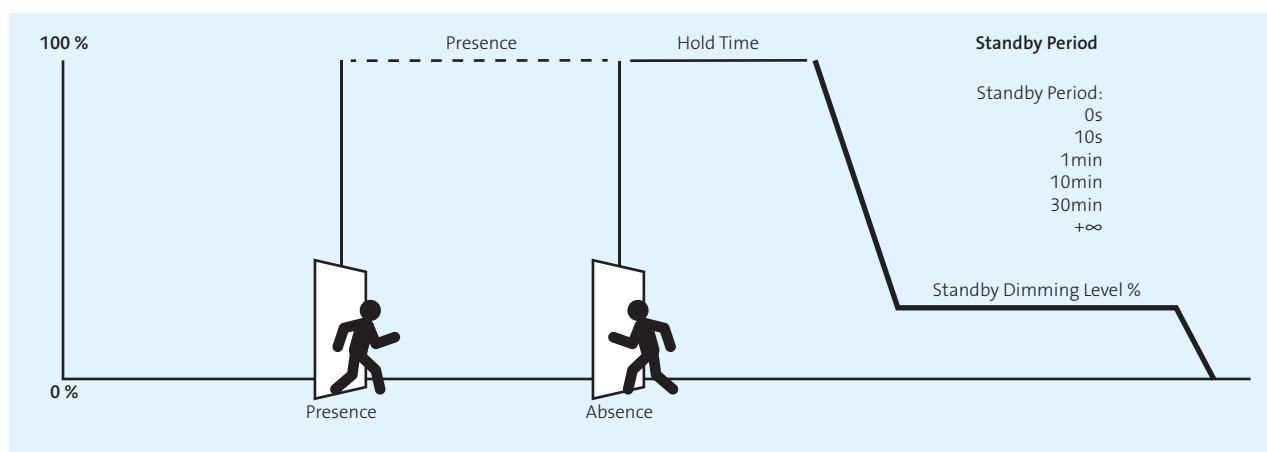 100 %
Presence
Hold Time
Standby Period
Standby Period:
0s
10s
1min
10min
30min
+∞
Standby Dimming Level %
0 %
Presence
Absence